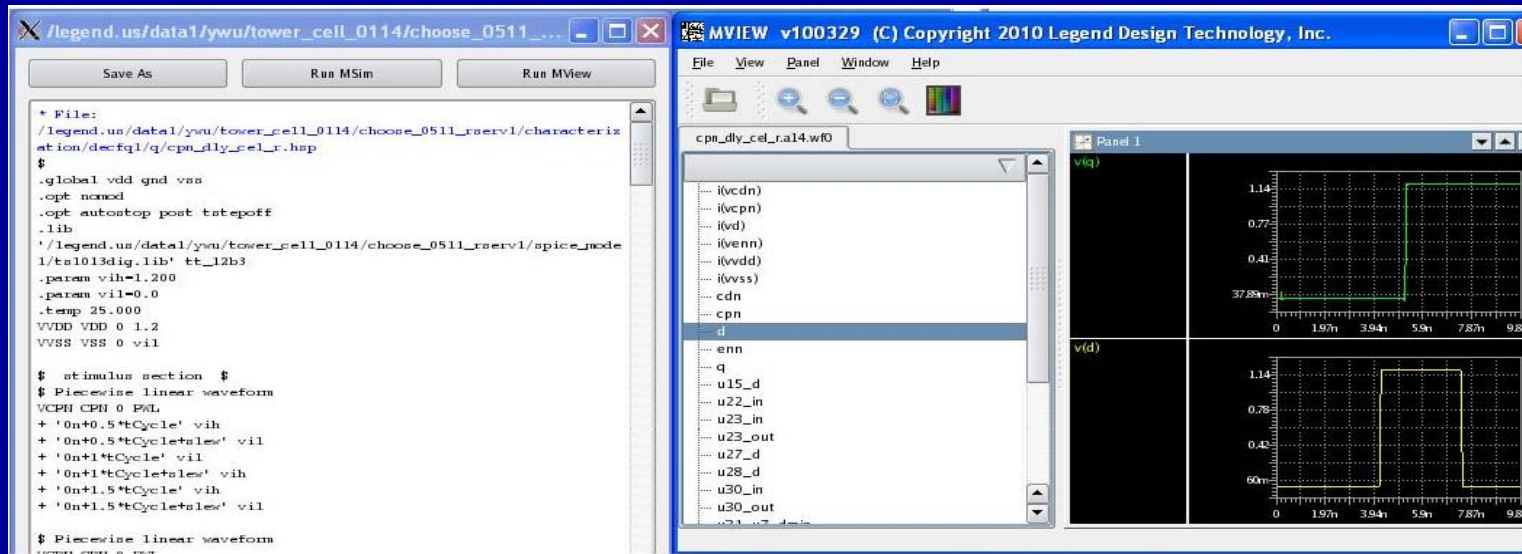 /legend.us/data1/ywu/tower_cell_0114/choose_0511_...
Save As
Run MSim
Run MView
* File:
/legend.us/data1/ywu/tower_cell_0114/choose_0511_rserv1/characteriz
ation/decfq1/q/cpn_dly_cel_r.hsp
$
.global vdd gnd vss
.opt nomod
.opt autostop post tstepoff
.lib
'/legend.us/data1/ywu/tower_cell_0114/choose_0511_rserv1/spice_mode
l/ts1013dig.lib' tt_12b3
.param vih=1.200
.param vil=0.0
.temp 25.000
VVDD VDD 0 1.2
VVSS VSS 0 vil
$ stimulus section $
$ Piecewise linear waveform
VCPN CPN 0 PWL
+ '0n+0.5*tCycle' vih
+ '0n+0.5*tCycle+slew' vil
+ '0n+1*tCycle' vil
+ '0n+1*tCycle+slew' vih
+ '0n+1.5*tCycle' vih
+ '0n+1.5*tCycle+slew' vil
$ Piecewise linear waveform
MVIEW v100329 (C) Copyright 2010 Legend Design Technology, Inc.
File View Panel Window Help
cpn_dly_cel_r.a14.wf0
i(vcdn)
i(vcpn)
i(vd)
i(venn)
i(vvdd)
i(vvss)
cdn
cpn
d
enn
q
u15_d
u22_in
u23_in
u23_out
u27_d
u28_d
u30_in
u30_out
Panel 1
v(q)
1.14
0.77
0.41
37.89m
0 1.97n 3.94n 5.9n 7.87n 9.8
v(d)
1.14
0.78
0.42
60m
0 1.97n 3.94n 5.9n 7.87n 9.8